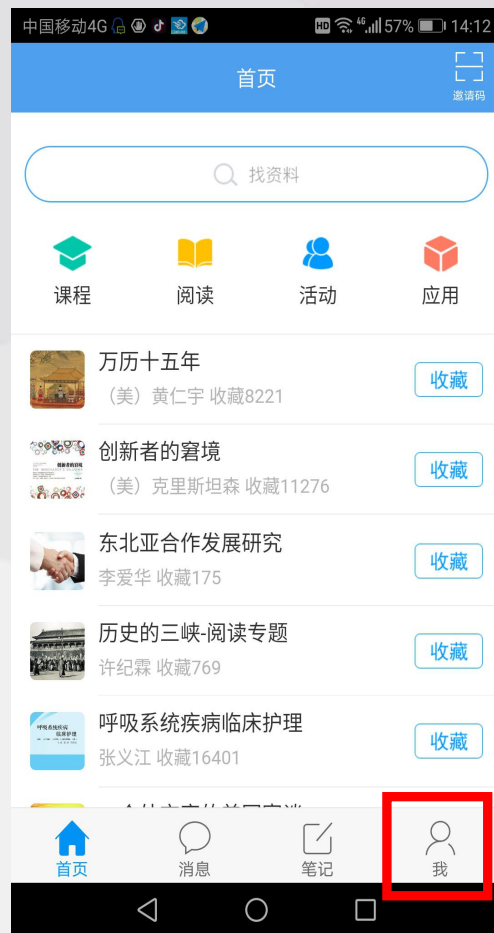 中国移动4G HD 46 57% 14:12
首页
邀请码
找资料
课程 阅读 活动 应用
万历十五年
（美）黄仁宇 收藏8221
收藏
创新者的窘境
（美）克里斯坦森 收藏11276
收藏
东北亚合作发展研究
李爱华 收藏175
收藏
历史的三峡-阅读专题
许纪霖 收藏769
收藏
呼吸系统疾病临床护理
张义江 收藏16401
收藏
首页 消息 笔记 我